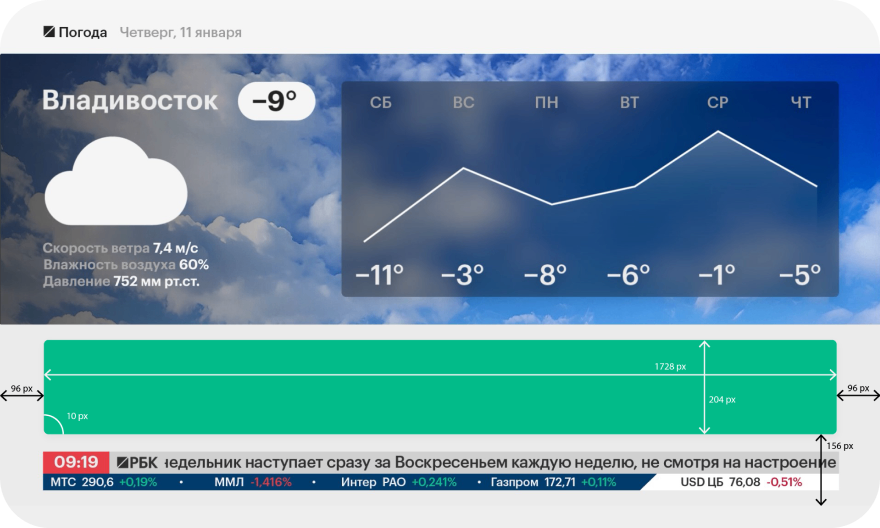 Погода Четверг, 11 января
Владивосток −9°
СБ ВС ПН ВТ СР ЧТ
Скорость ветра 7,4 м/с
Влажность воздуха 60%
Давление 752 мм рт.ст.
−11° −3° −8° −6° −1° −5°
1728 px
96 px
96 px
204 px
10 px
156 px
09:19 РБК недельник наступает сразу за Воскресеньем каждую неделю, не смотря на настроение
МТС 290,6 +0,19% • ММЛ -1,416% • Интер РАО +0,241% • Газпром 172,71 +0,11% USD ЦБ 76,08 -0,51%